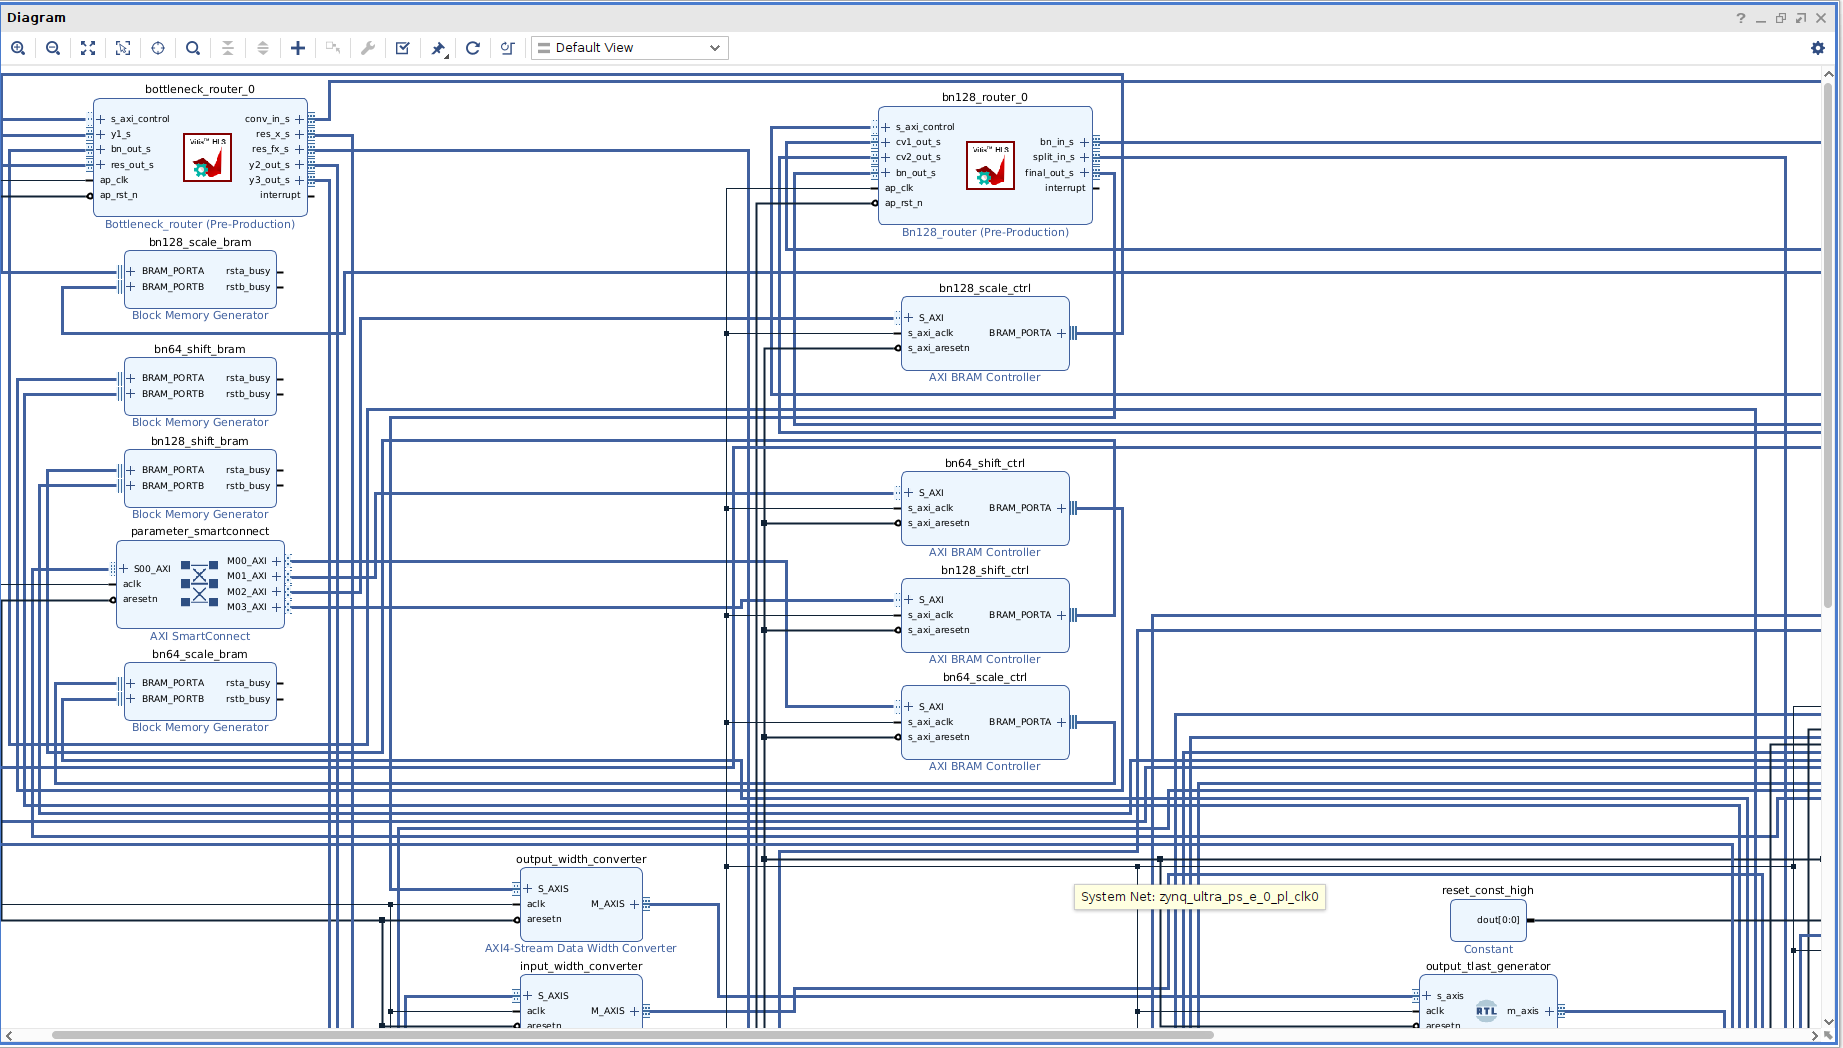 Diagram
?
Default View
bottleneck_router_0
s_axi_control
y1_s
bn_out_s
res_out_s
ap_clk
ap_rst_n
Vitis™ HLS
conv_in_s
res_x_s
res_fx_s
y2_out_s
y3_out_s
interrupt
Bottleneck_router (Pre-Production)
bn128_scale_bram
BRAM_PORTA rsta_busy
BRAM_PORTB rstb_busy
Block Memory Generator
bn64_shift_bram
BRAM_PORTA rsta_busy
BRAM_PORTB rstb_busy
Block Memory Generator
bn128_shift_bram
BRAM_PORTA rsta_busy
BRAM_PORTB rstb_busy
Block Memory Generator
parameter_smartconnect
S00_AXI
aclk
aresetn
M00_AXI
M01_AXI
M02_AXI
M03_AXI
AXI SmartConnect
bn64_scale_bram
BRAM_PORTA rsta_busy
BRAM_PORTB rstb_busy
Block Memory Generator
bn128_router_0
s_axi_control
cv1_out_s
cv2_out_s
bn_out_s
ap_clk
ap_rst_n
Vitis™ HLS
bn_in_s
split_in_s
final_out_s
interrupt
Bn128_router (Pre-Production)
bn128_scale_ctrl
S_AXI
s_axi_aclk BRAM_PORTA
s_axi_aresetn
AXI BRAM Controller
bn64_shift_ctrl
S_AXI
s_axi_aclk BRAM_PORTA
s_axi_aresetn
AXI BRAM Controller
bn128_shift_ctrl
S_AXI
s_axi_aclk BRAM_PORTA
s_axi_aresetn
AXI BRAM Controller
bn64_scale_ctrl
S_AXI
s_axi_aclk BRAM_PORTA
s_axi_aresetn
AXI BRAM Controller
output_width_converter
S_AXIS
aclk M_AXIS
aresetn
AXI4-Stream Data Width Converter
input_width_converter
S_AXIS
aclk M_AXIS
aresetn
System Net: zynq_ultra_ps_e_0_pl_clk0
reset_const_high
dout[0:0]
Constant
output_tlast_generator
s_axis
aclk RTL m_axis
aresetn